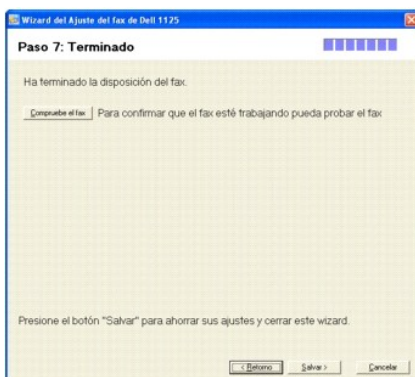 Wizard del Ajuste del fax de Dell 1125
Paso 7: Terminado
Ha terminado la disposición del fax.
Compruebe el fax Para confirmar que el fax esté trabajando pueda probar el fax
Presione el botón "Salvar" para ahorrar sus ajustes y cerrar este wizard.
< Retorno Salvar > Cancelar